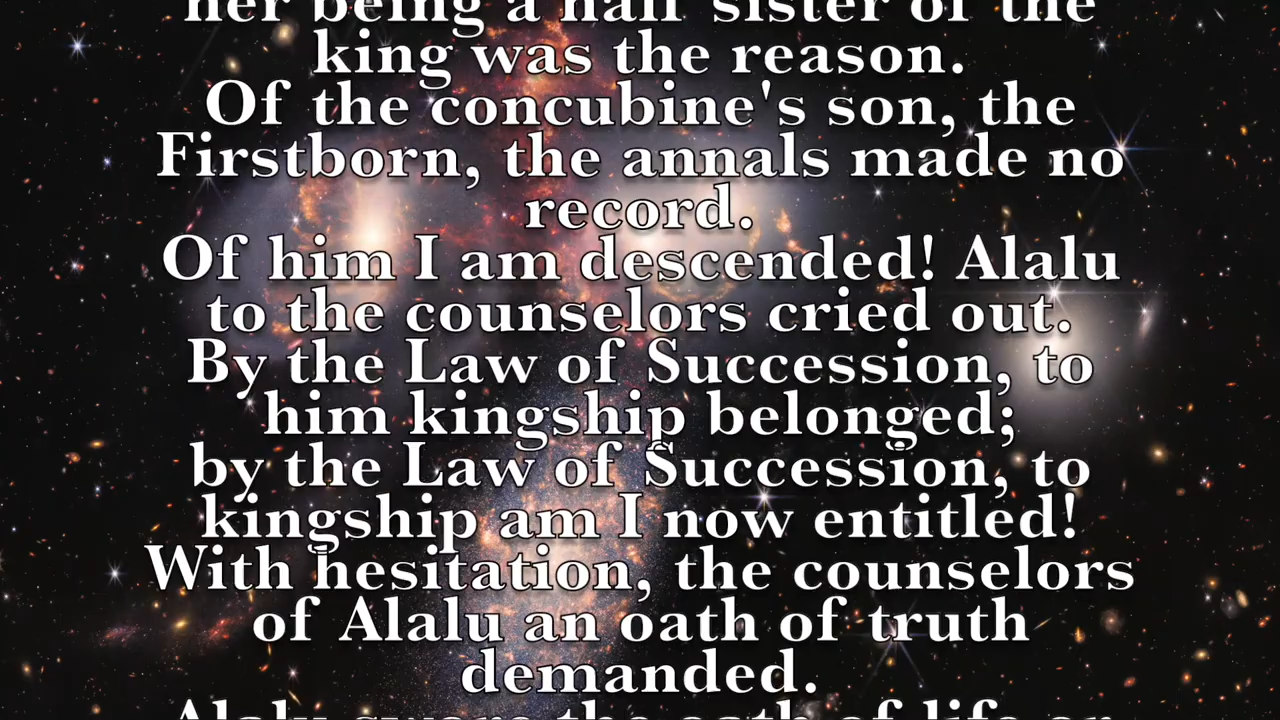 her being a half sister of the
king was the reason.
Of the concubine's son, the
Firstborn, the annals made no
record.
Of him I am descended! Alalu
to the counselors cried out.
By the Law of Succession, to
him kingship belonged;
by the Law of Succession, to
kingship am I now entitled!
With hesitation, the counselors
of Alalu an oath of truth
demanded.
Alalu swore the oath of life or